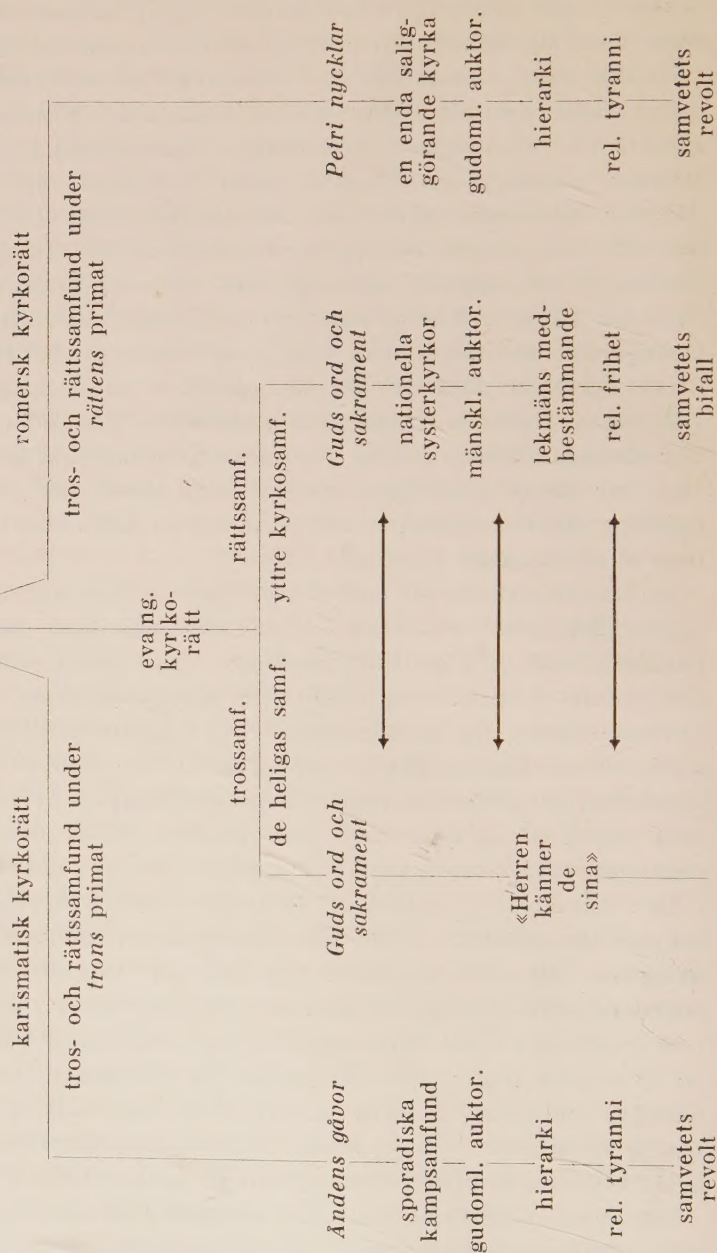 karismatisk kyrkorätt
romersk kyrkorätt
tros- och rättssamfund under
trons primat
tros- och rättssamfund under
rättens primat
evang.
kyrko-
rätt
trossamf.
rättssamf.
de heligas samf.
yttre kyrkosamf.
Andens gåvor
sporadiska
kampsamfund
gudoml. auktor.
hierarki
rel. tyranni
samvetets
revolt
Guds ord och
sakrament
«Herren
känner
de
sina»
Guds ord och
sakrament
nationella
systerkyrkor
mänskl. auktor.
lekmäns med-
bestämmande
rel. frihet
samvetets
bifall
Petri nycklar
en enda salig-
görande kyrka
gudoml. auktor.
hierarki
rel. tyranni
samvetets
revolt